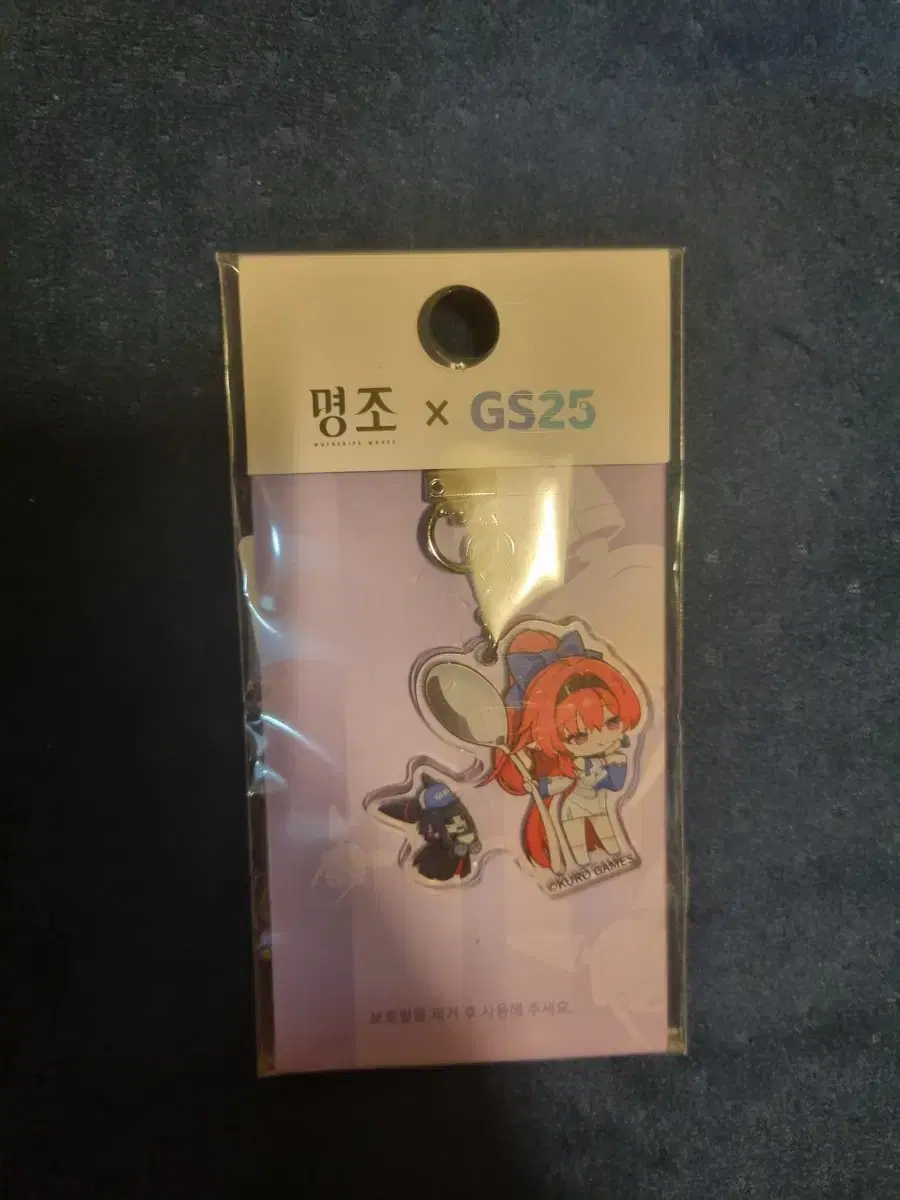 명조 × GS25
WUTHERING WAVES
©KURO GAMES
보호필름 제거 후 사용해 주세요.